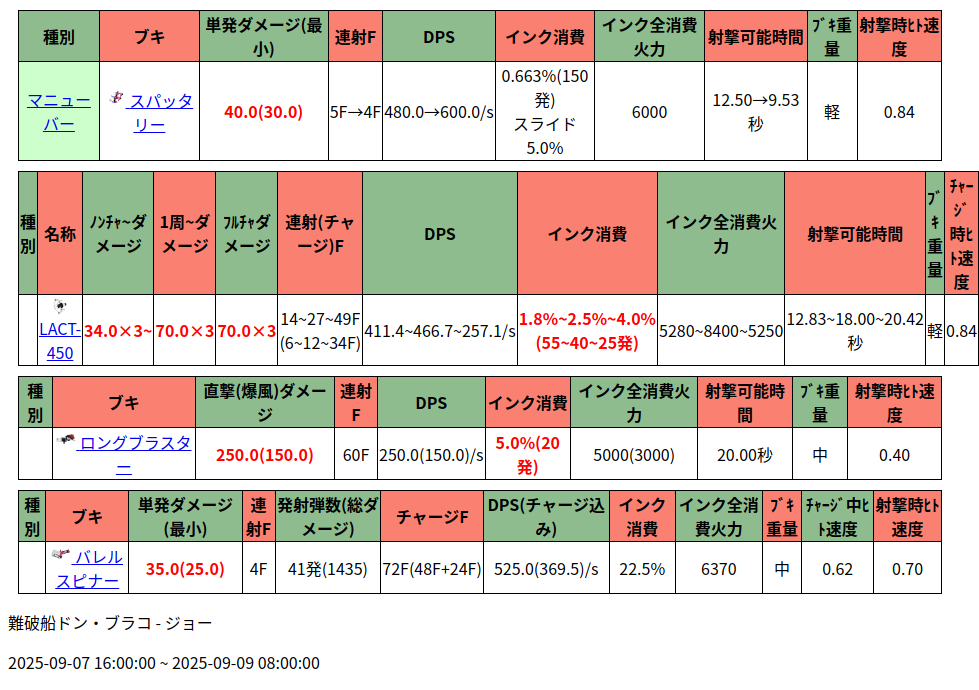 種別 ブキ 単発ダメージ(最小) 連射F DPS インク消費 インク全消費火力 射撃可能時間 ﾌﾞｷ重量 射撃時ﾋﾄ速度
マニューバー スパッタリー 40.0(30.0) 5F→4F 480.0→600.0/s 0.663%(150発) スライド5.0% 6000 12.50→9.53秒 軽 0.84
種別 名称 ﾉﾝﾁｬ~ダメージ 1周~ダメージ ﾌﾙﾁｬダメージ 連射(チャージ)F DPS インク消費 インク全消費火力 射撃可能時間 ﾌﾞｷ重量 ﾁｬｰｼﾞ時ﾋﾄ速度
LACT-450 34.0×3~ 70.0×3 70.0×3 14~27~49F(6~12~34F) 411.4~466.7~257.1/s 1.8%~2.5%~4.0%(55~40~25発) 5280~8400~5250 12.83~18.00~20.42秒 軽 0.84
種別 ブキ 直撃(爆風)ダメージ 連射F DPS インク消費 インク全消費火力 射撃可能時間 ﾌﾞｷ重量 射撃時ﾋﾄ速度
ロングブラスター 250.0(150.0) 60F 250.0(150.0)/s 5.0%(20発) 5000(3000) 20.00秒 中 0.40
種別 ブキ 単発ダメージ(最小) 連射F 発射弾数(総ダメージ) チャージF DPS(チャージ込み) インク消費 インク全消費火力 ﾌﾞｷ重量 ﾁｬｰｼﾞ中ﾋﾄ速度 射撃時ﾋﾄ速度
バレルスピナー 35.0(25.0) 4F 41発(1435) 72F(48F+24F) 525.0(369.5)/s 22.5% 6370 中 0.62 0.70
難破船ドン・ブラコ - ジョー
2025-09-07 16:00:00 ~ 2025-09-09 08:00:00